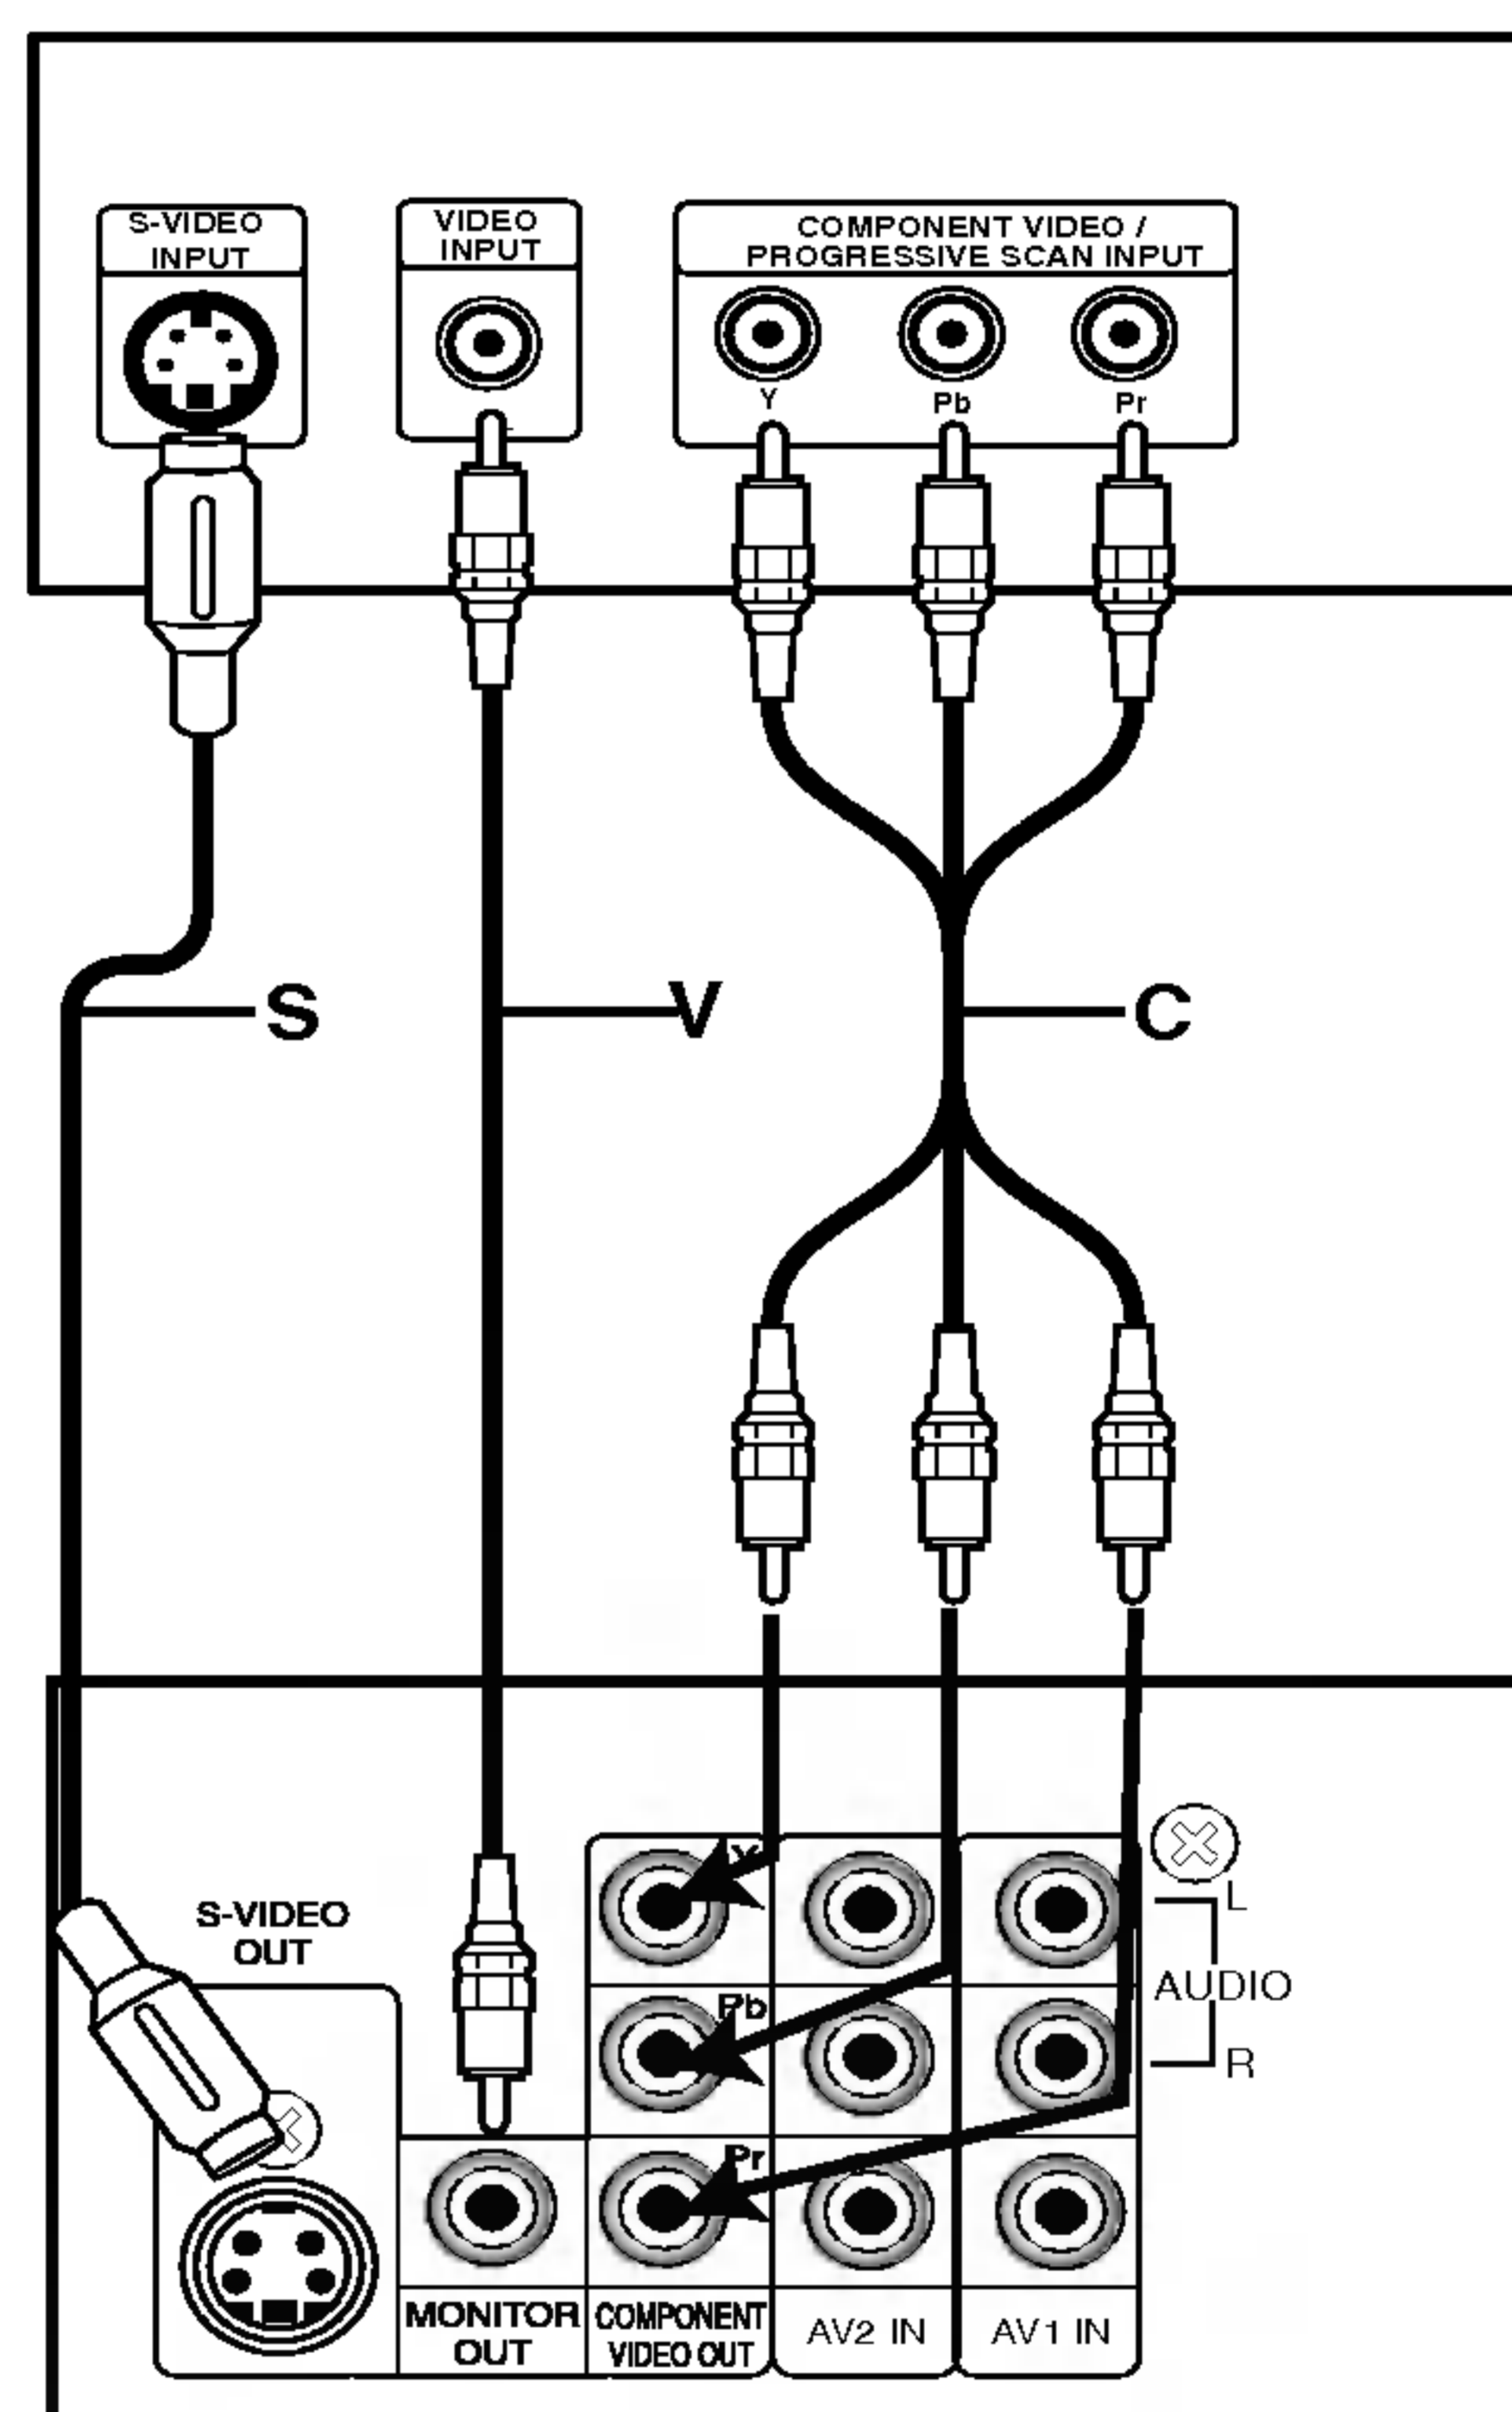 S-VIDEO
INPUT
VIDEO
INPUT
COMPONENT VIDEO /
PROGRESSIVE SCAN INPUT
Y
Pb
Pr
S
V
C
Y
L
S-VIDEO
OUT
AUDIO
Pb
R
Pr
MONITOR
OUT
COMPONENT
VIDEO OUT
AV2 IN
AV1 IN